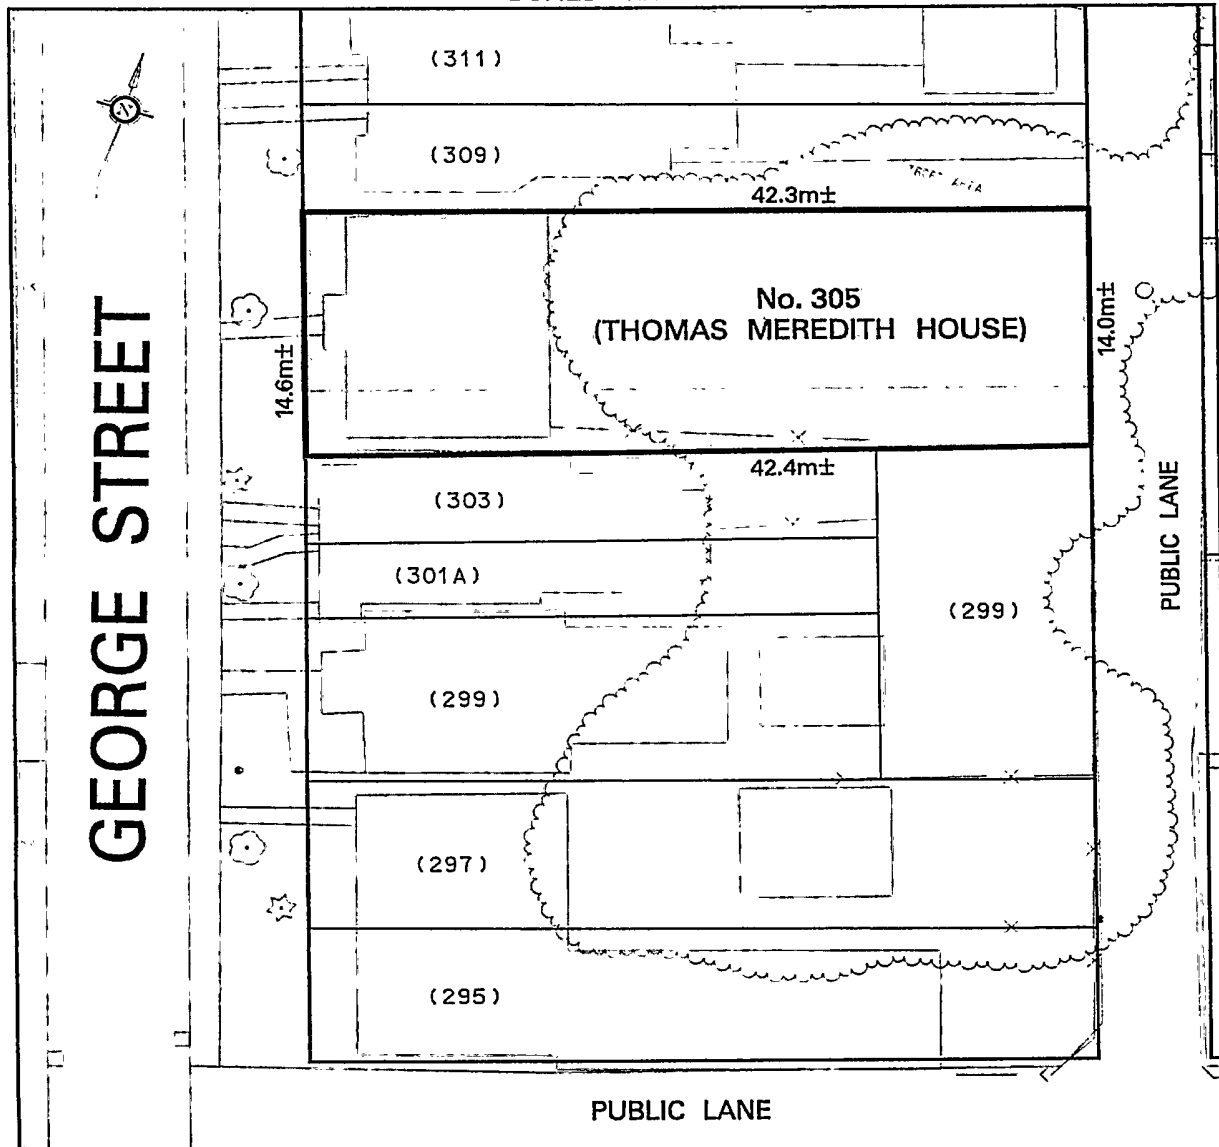 (311)
(309)
42.3m±
No. 305
(THOMAS MEREDITH HOUSE)
14.6m±
14.0m±
42.4m±
GEORGE STREET
(303)
(301A)
(299)
(299)
PUBLIC LANE
(297)
(295)
PUBLIC LANE